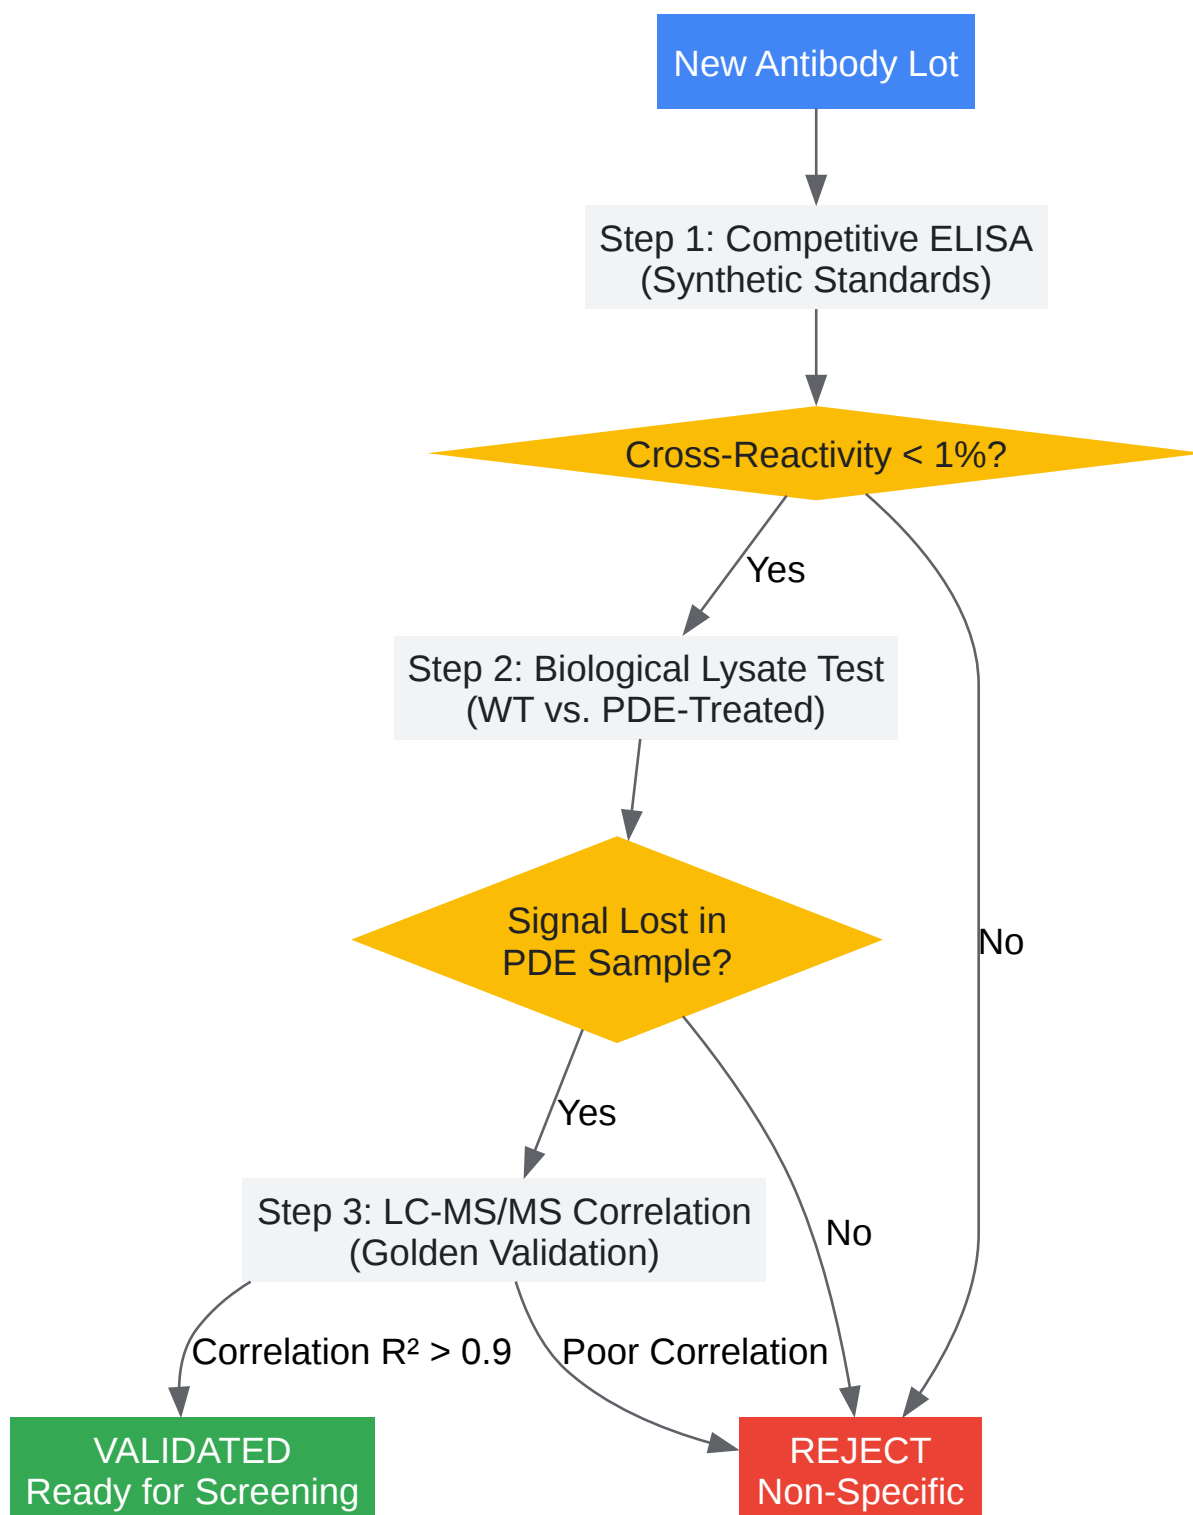 New Antibody Lot
Step 1: Competitive ELISA
(Synthetic Standards)
Cross-Reactivity < 1%?
Yes
Step 2: Biological Lysate Test
(WT vs. PDE-Treated)
Signal Lost in
PDE Sample?
No
Yes
Step 3: LC-MS/MS Correlation
(Golden Validation)
No
Correlation R² > 0.9
Poor Correlation
VALIDATED
Ready for Screening
REJECT
Non-Specific